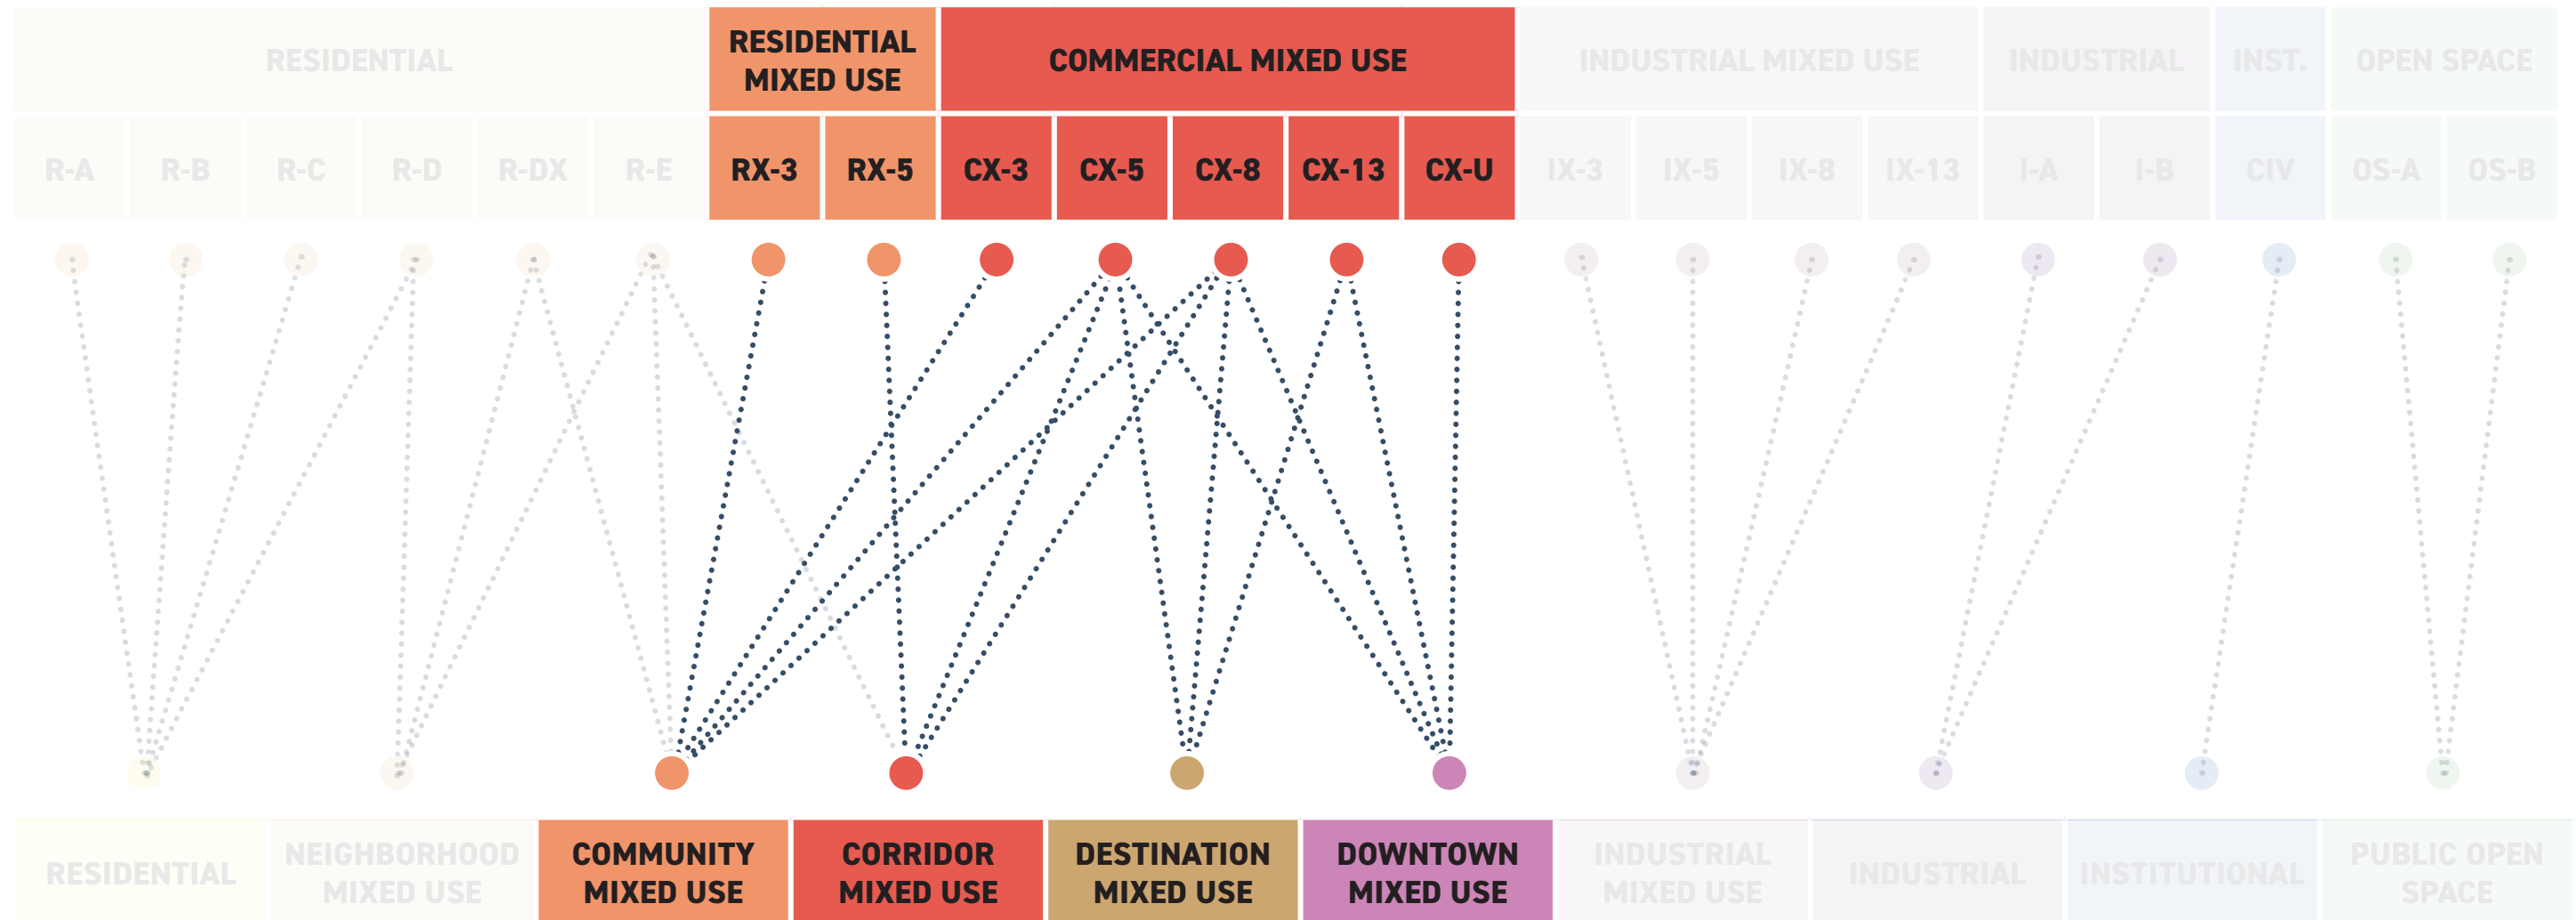 RESIDENTIAL
RESIDENTIAL
MIXED USE
COMMERCIAL MIXED USE
INDUSTRIAL MIXED USE
INDUSTRIAL
INST.
OPEN SPACE
R-A
R-B
R-C
R-D
R-DX
R-E
RX-3
RX-5
CX-3
CX-5
CX-8
CX-13
CX-U
IX-3
IX-5
IX-8
IX-13
I-A
I-B
CIV
OS-A
OS-B
RESIDENTIAL
NEIGHBORHOOD
MIXED USE
COMMUNITY
MIXED USE
CORRIDOR
MIXED USE
DESTINATION
MIXED USE
DOWNTOWN
MIXED USE
INDUSTRIAL
MIXED USE
INDUSTRIAL
INSTITUTIONAL
PUBLIC OPEN
SPACE